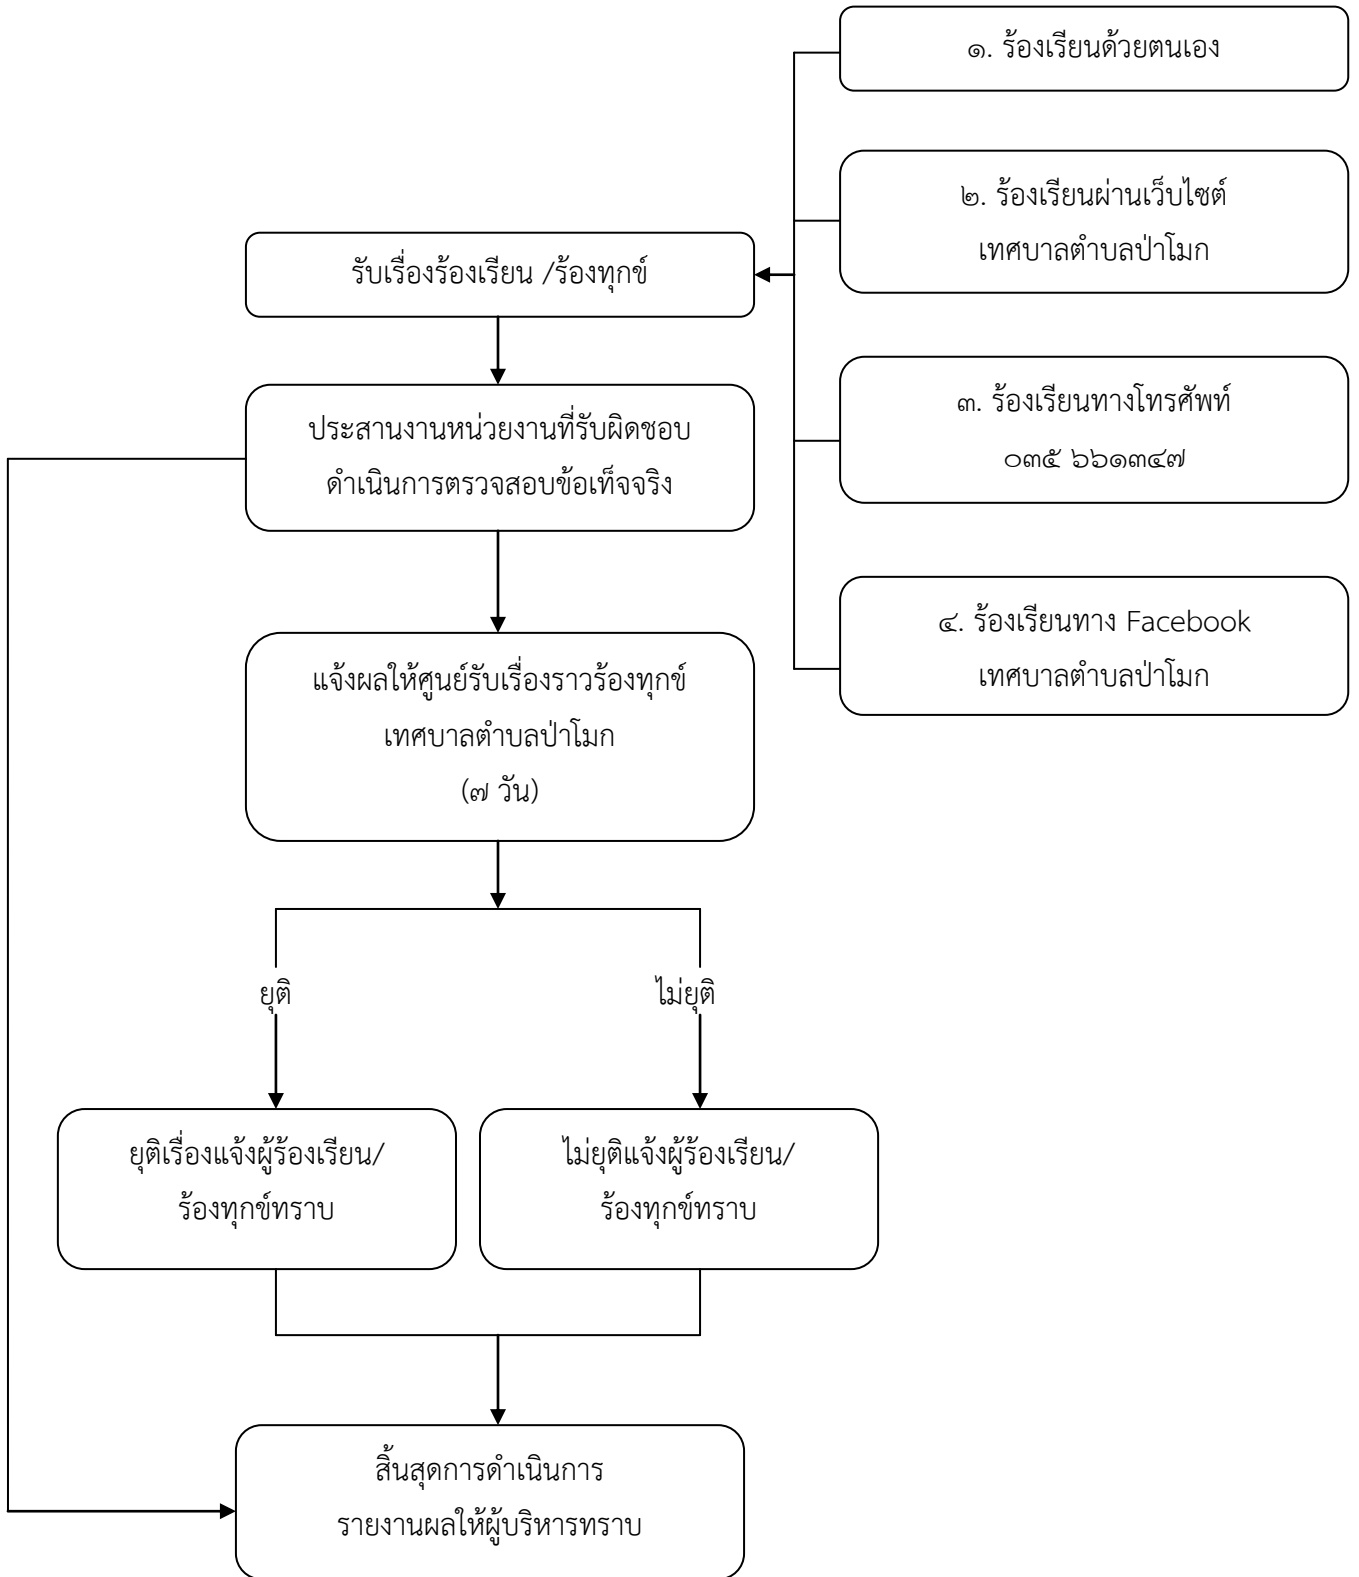 ๑. ร้องเรียนด้วยตนเอง
๒. ร้องเรียนผ่านเว็บไซต์
เทศบาลตำบลป่าโมก
รับเรื่องร้องเรียน /ร้องทุกข์
๓. ร้องเรียนทางโทรศัพท์
๐๓๕ ๖๖๑๓๔๗
ประสานงานหน่วยงานที่รับผิดชอบ
ดำเนินการตรวจสอบข้อเท็จจริง
๔. ร้องเรียนทาง Facebook
เทศบาลตำบลป่าโมก
แจ้งผลให้ศูนย์รับเรื่องราวร้องทุกข์
เทศบาลตำบลป่าโมก
(๗ วัน)
ยุติ
ไม่ยุติ
ยุติเรื่องแจ้งผู้ร้องเรียน/
ร้องทุกข์ทราบ
ไม่ยุติแจ้งผู้ร้องเรียน/
ร้องทุกข์ทราบ
สิ้นสุดการดำเนินการ
รายงานผลให้ผู้บริหารทราบ